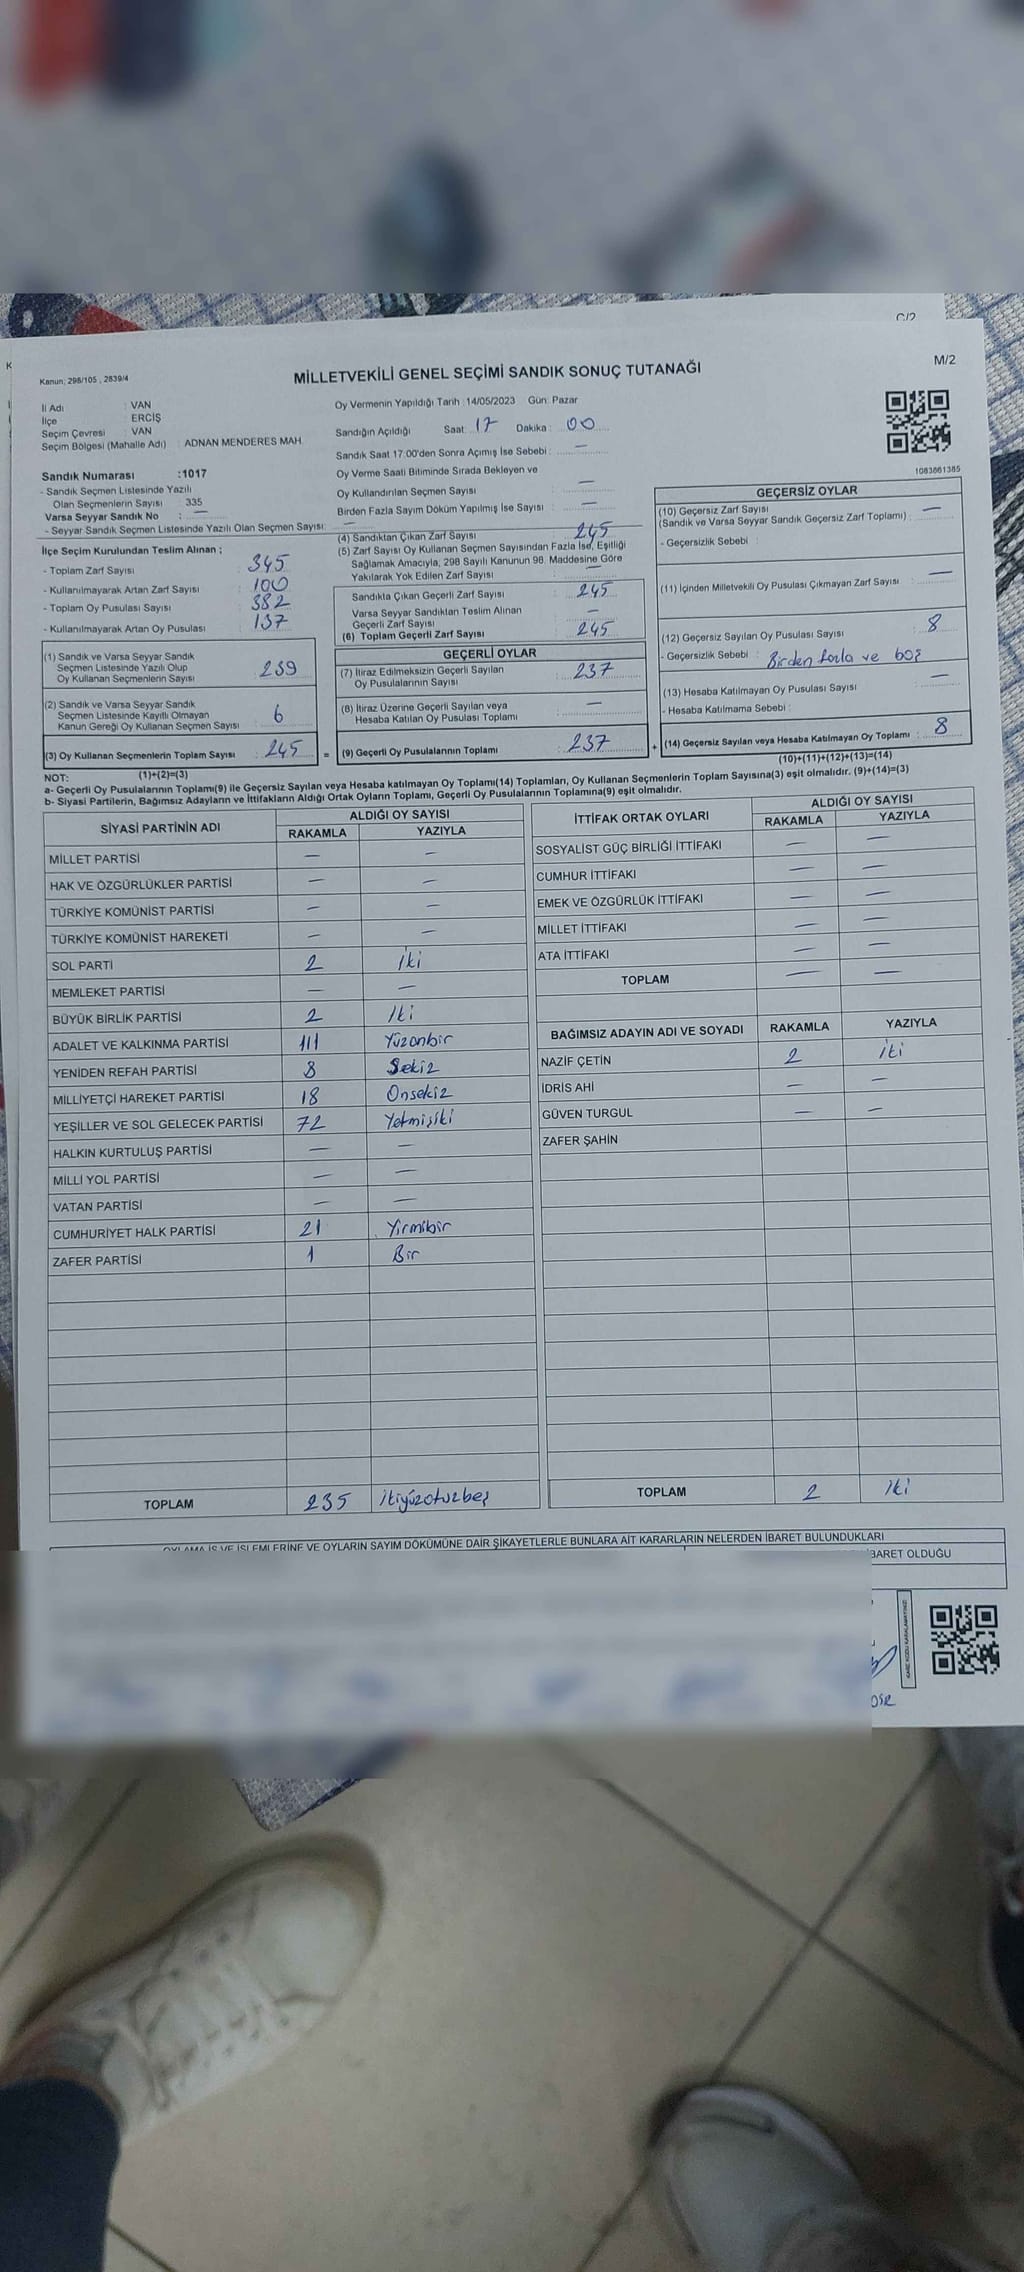 C/2
M/2
Kanun; 298/105 , 2839/4
MİLLETVEKİLİ GENEL SEÇİMİ SANDIK SONUÇ TUTANAĞI
İl Adı : VAN
İlçe : ERCİŞ
Seçim Çevresi : VAN
Seçim Bölgesi (Mahalle Adı) : ADNAN MENDERES MAH.
Sandık Numarası :1017
- Sandık Seçmen Listesinde Yazılı
Olan Seçmenlerin Sayısı : 335
Varsa Seyyar Sandık No : —
- Seyyar Sandık Seçmen Listesinde Yazılı Olan Seçmen Sayısı: —
Oy Vermenin Yapıldığı Tarih :14/05/2023 Gün: Pazar
Sandığın Açıldığı Saat: 17 Dakika : 00
Sandık Saat 17:00'den Sonra Açımış İse Sebebi : —
Oy Verme Saati Bitiminde Sırada Bekleyen ve
Oy Kullandırılan Seçmen Sayısı : —
Birden Fazla Sayım Döküm Yapılmış İse Sayısı : —
1083861385
İlçe Seçim Kurulundan Teslim Alınan ;
- Toplam Zarf Sayısı : 345
- Kullanılmayarak Artan Zarf Sayısı : 100
- Toplam Oy Pusulası Sayısı : 382
- Kullanılmayarak Artan Oy Pusulası : 137
(1) Sandık ve Varsa Seyyar Sandık
Seçmen Listesinde Yazılı Olup
Oy Kullanan Seçmenlerin Sayısı : 239
(2) Sandık ve Varsa Seyyar Sandık
Seçmen Listesinde Kayıtlı Olmayan
Kanun Gereği Oy Kullanan Seçmen Sayısı : 6
(3) Oy Kullanan Seçmenlerin Toplam Sayısı : 245 =
(4) Sandıktan Çıkan Zarf Sayısı : 245
(5) Zarf Sayısı Oy Kullanan Seçmen Sayısından Fazla İse, Eşitliği
Sağlamak Amacıyla, 298 Sayılı Kanunun 98. Maddesine Göre
Yakılarak Yok Edilen Zarf Sayısı : —
Sandıkta Çıkan Geçerli Zarf Sayısı : 245
Varsa Seyyar Sandıktan Teslim Alınan
Geçerli Zarf Sayısı : —
(6) Toplam Geçerli Zarf Sayısı : 245
GEÇERLİ OYLAR
(7) İtiraz Edilmeksizin Geçerli Sayılan
Oy Pusulalarının Sayısı : 237
(8) İtiraz Üzerine Geçerli Sayılan veya
Hesaba Katılan Oy Pusulası Toplamı : —
(9) Geçerli Oy Pusulalarının Toplamı : 237 +
GEÇERSİZ OYLAR
(10) Geçersiz Zarf Sayısı
(Sandık ve Varsa Seyyar Sandık Geçersiz Zarf Toplamı) : —
- Geçersizlik Sebebi :
(11) İçinden Milletvekili Oy Pusulası Çıkmayan Zarf Sayısı : —
(12) Geçersiz Sayılan Oy Pusulası Sayısı : 8
- Geçersizlik Sebebi : Birden fazla ve boş
(13) Hesaba Katılmayan Oy Pusulası Sayısı : —
- Hesaba Katılmama Sebebi :
(14) Geçersiz Sayılan veya Hesaba Katılmayan Oy Toplamı : 8
NOT: (1)+(2)=(3)
(10)+(11)+(12)+(13)=(14)
a- Geçerli Oy Pusulalarının Toplamı(9) ile Geçersiz Sayılan veya Hesaba katılmayan Oy Toplamı(14) Toplamları, Oy Kullanan Seçmenlerin Toplam Sayısına(3) eşit olmalıdır. (9)+(14)=(3)
b- Siyasi Partilerin, Bağımsız Adayların ve İttifakların Aldığı Ortak Oyların Toplamı, Geçerli Oy Pusulalarının Toplamına(9) eşit olmalıdır.
SİYASİ PARTİNİN ADI ALDIĞI OY SAYISI
RAKAMLA YAZIYLA
MİLLET PARTİSİ — —
HAK VE ÖZGÜRLÜKLER PARTİSİ — —
TÜRKİYE KOMÜNİST PARTİSİ — —
TÜRKİYE KOMÜNİST HAREKETİ — —
SOL PARTİ 2 iki
MEMLEKET PARTİSİ — —
BÜYÜK BİRLİK PARTİSİ 2 İki
ADALET VE KALKINMA PARTİSİ 111 Yüzonbir
YENİDEN REFAH PARTİSİ 8 Sekiz
MİLLİYETÇİ HAREKET PARTİSİ 18 Onsekiz
YEŞİLLER VE SOL GELECEK PARTİSİ 72 Yetmişiki
HALKIN KURTULUŞ PARTİSİ — —
MİLLİ YOL PARTİSİ — —
VATAN PARTİSİ — —
CUMHURİYET HALK PARTİSİ 21 Yirmibir
ZAFER PARTİSİ 1 Bir
TOPLAM 235 ikiyüzotuzbeş
İTTİFAK ORTAK OYLARI ALDIĞI OY SAYISI
RAKAMLA YAZIYLA
SOSYALİST GÜÇ BİRLİĞİ İTTİFAKI — —
CUMHUR İTTİFAKI — —
EMEK VE ÖZGÜRLÜK İTTİFAKI — —
MİLLET İTTİFAKI — —
ATA İTTİFAKI — —
TOPLAM — —
BAĞIMSIZ ADAYIN ADI VE SOYADI RAKAMLA YAZIYLA
NAZİF ÇETİN 2 iki
İDRİS AHİ — —
GÜVEN TURGUL — —
ZAFER ŞAHİN
TOPLAM 2 iki
OYLAMA İŞ VE İŞLEMLERİNE VE OYLARIN SAYIM DÖKÜMÜNE DAİR ŞİKAYETLERLE BUNLARA AİT KARARLARIN NELERDEN İBARET BULUNDUKLARI
BARET OLDUĞU